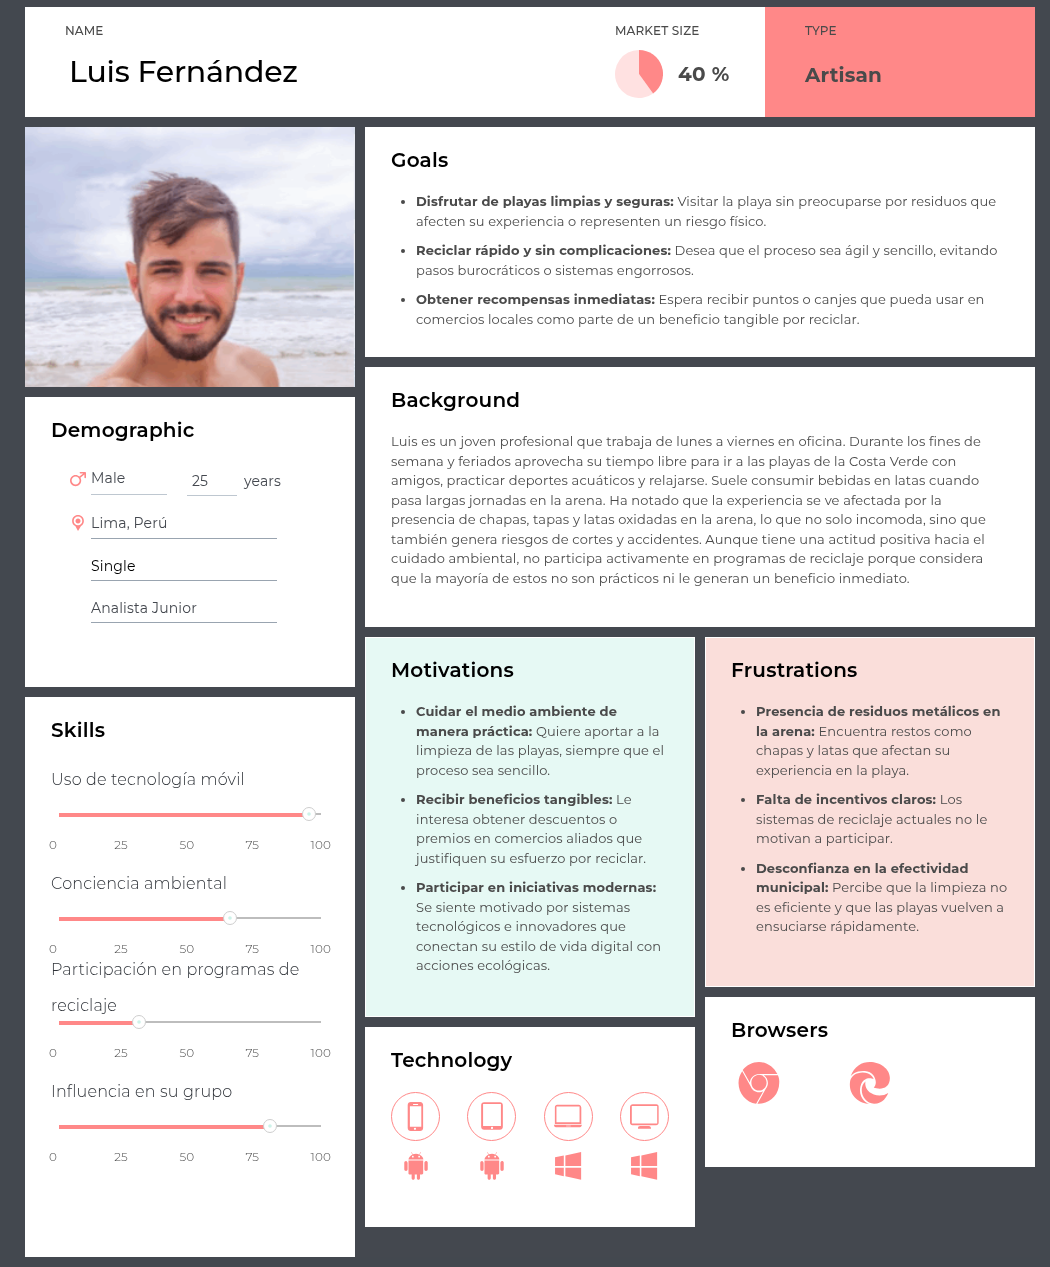 NAME
Luis Fernández
MARKET SIZE
40 %
TYPE
Artisan
Goals
• Disfrutar de playas limpias y seguras: Visitar la playa sin preocuparse por residuos que
afecten su experiencia o representen un riesgo físico.
• Reciclar rápido y sin complicaciones: Desea que el proceso sea ágil y sencillo, evitando
pasos burocráticos o sistemas engorrosos.
• Obtener recompensas inmediatas: Espera recibir puntos o canjes que pueda usar en
comercios locales como parte de un beneficio tangible por reciclar.
Demographic
Male
25 years
Lima, Perú
Single
Analista Junior
Background
Luis es un joven profesional que trabaja de lunes a viernes en oficina. Durante los fines de
semana y feriados aprovecha su tiempo libre para ir a las playas de la Costa Verde con
amigos, practicar deportes acuáticos y relajarse. Suele consumir bebidas en latas cuando
pasa largas jornadas en la arena. Ha notado que la experiencia se ve afectada por la
presencia de chapas, tapas y latas oxidadas en la arena, lo que no solo incomoda, sino que
también genera riesgos de cortes y accidentes. Aunque tiene una actitud positiva hacia el
cuidado ambiental, no participa activamente en programas de reciclaje porque considera
que la mayoría de estos no son prácticos ni le generan un beneficio inmediato.
Skills
Uso de tecnología móvil
0 25 50 75 100
Conciencia ambiental
0 25 50 75 100
Participación en programas de
reciclaje
0 25 50 75 100
Influencia en su grupo
0 25 50 75 100
Motivations
• Cuidar el medio ambiente de
manera práctica: Quiere aportar a la
limpieza de las playas, siempre que el
proceso sea sencillo.
• Recibir beneficios tangibles: Le
interesa obtener descuentos o
premios en comercios aliados que
justifiquen su esfuerzo por reciclar.
• Participar en iniciativas modernas:
Se siente motivado por sistemas
tecnológicos e innovadores que
conectan su estilo de vida digital con
acciones ecológicas.
Frustrations
• Presencia de residuos metálicos en
la arena: Encuentra restos como
chapas y latas que afectan su
experiencia en la playa.
• Falta de incentivos claros: Los
sistemas de reciclaje actuales no le
motivan a participar.
• Desconfianza en la efectividad
municipal: Percibe que la limpieza no
es eficiente y que las playas vuelven a
ensuciarse rápidamente.
Technology
Browsers